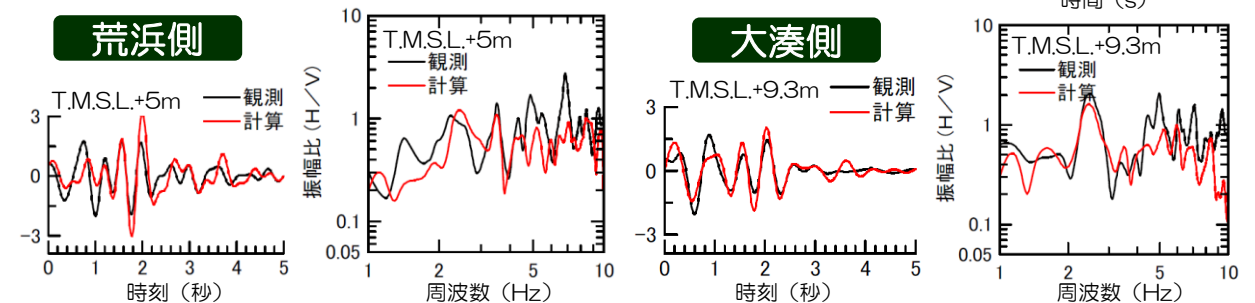 時間（s）
荒浜側
T.M.S.L.+5m
観測
計算
3
0
−3
0 1 2 3 4 5
時刻（秒）
振幅比（H／V）
10
1
0.1
0.05
T.M.S.L.+5m
観測
計算
1 2 5 10
周波数（Hz）
大湊側
T.M.S.L.+9.3m
観測
計算
3
0
−3
0 1 2 3 4 5
時刻（秒）
振幅比（H／V）
10
1
0.1
0.05
T.M.S.L.+9.3m
観測
計算
1 2 5 10
周波数（Hz）